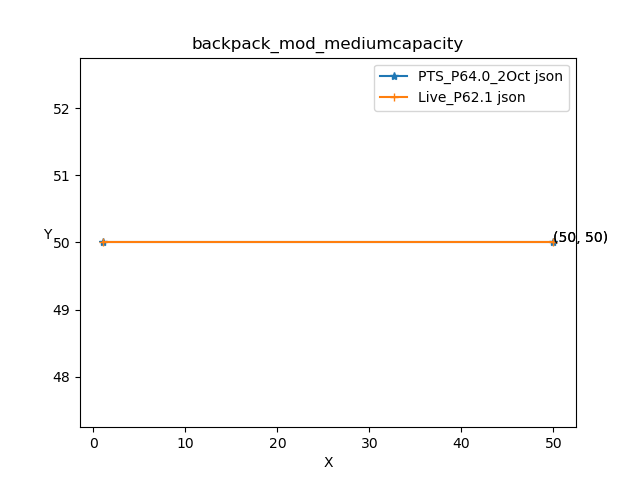 backpack_mod_mediumcapacity
PTS_P64.0_2Oct json
Live_P62.1 json
52
51
Y
50
(50, 50)
49
48
0 10 20 30 40 50
X